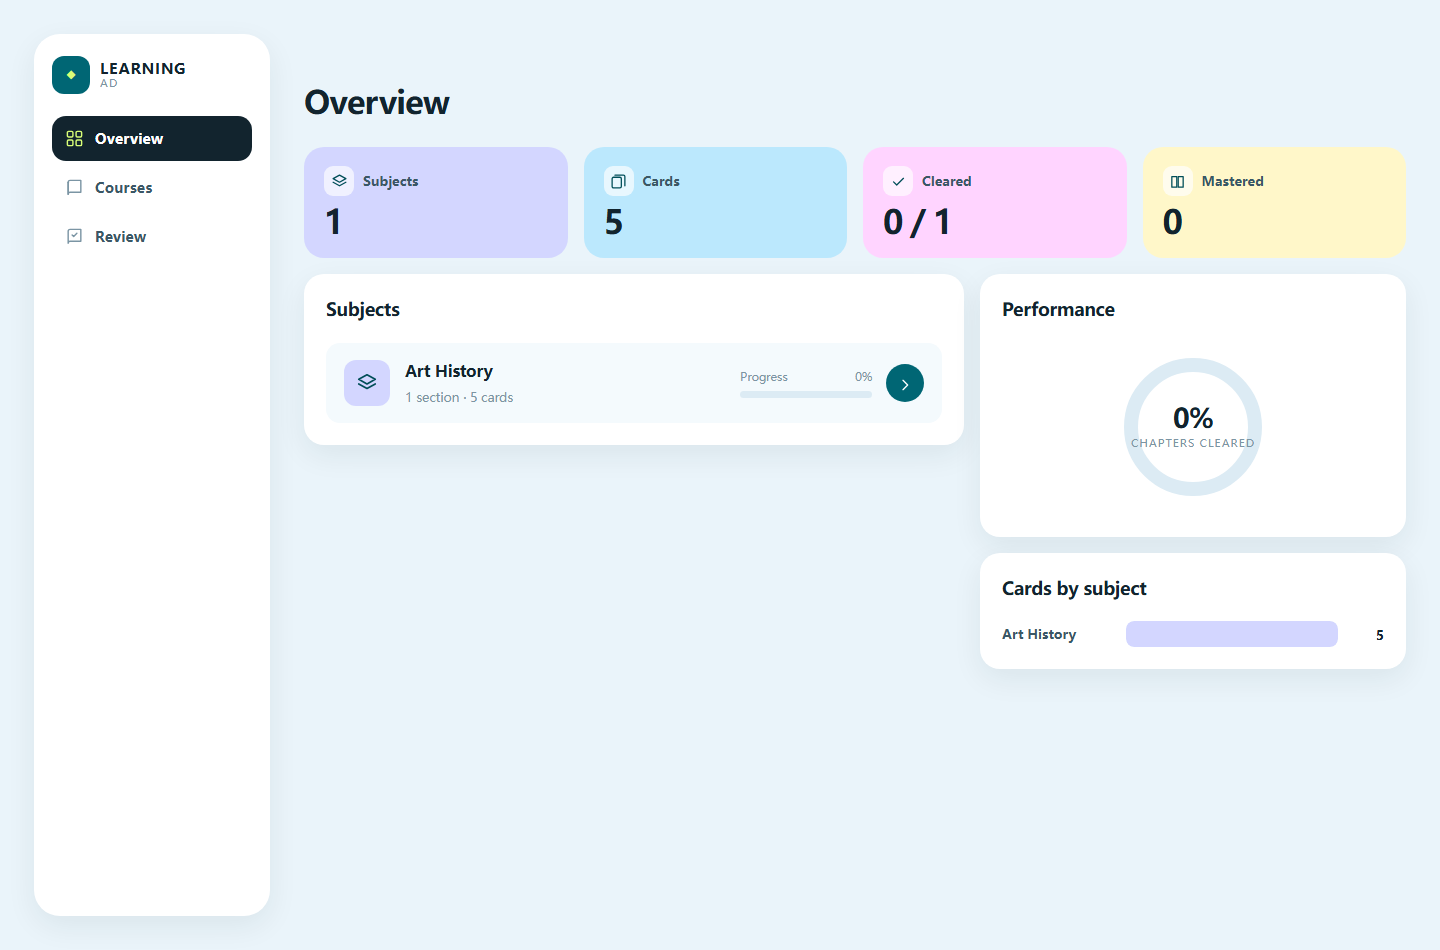 LEARNING
AD
Overview
Courses
Review
Overview
Subjects
1
Cards
5
Cleared
0 / 1
Mastered
0
Subjects
Art History
1 section · 5 cards
Progress 0%
Performance
0%
CHAPTERS CLEARED
Cards by subject
Art History 5